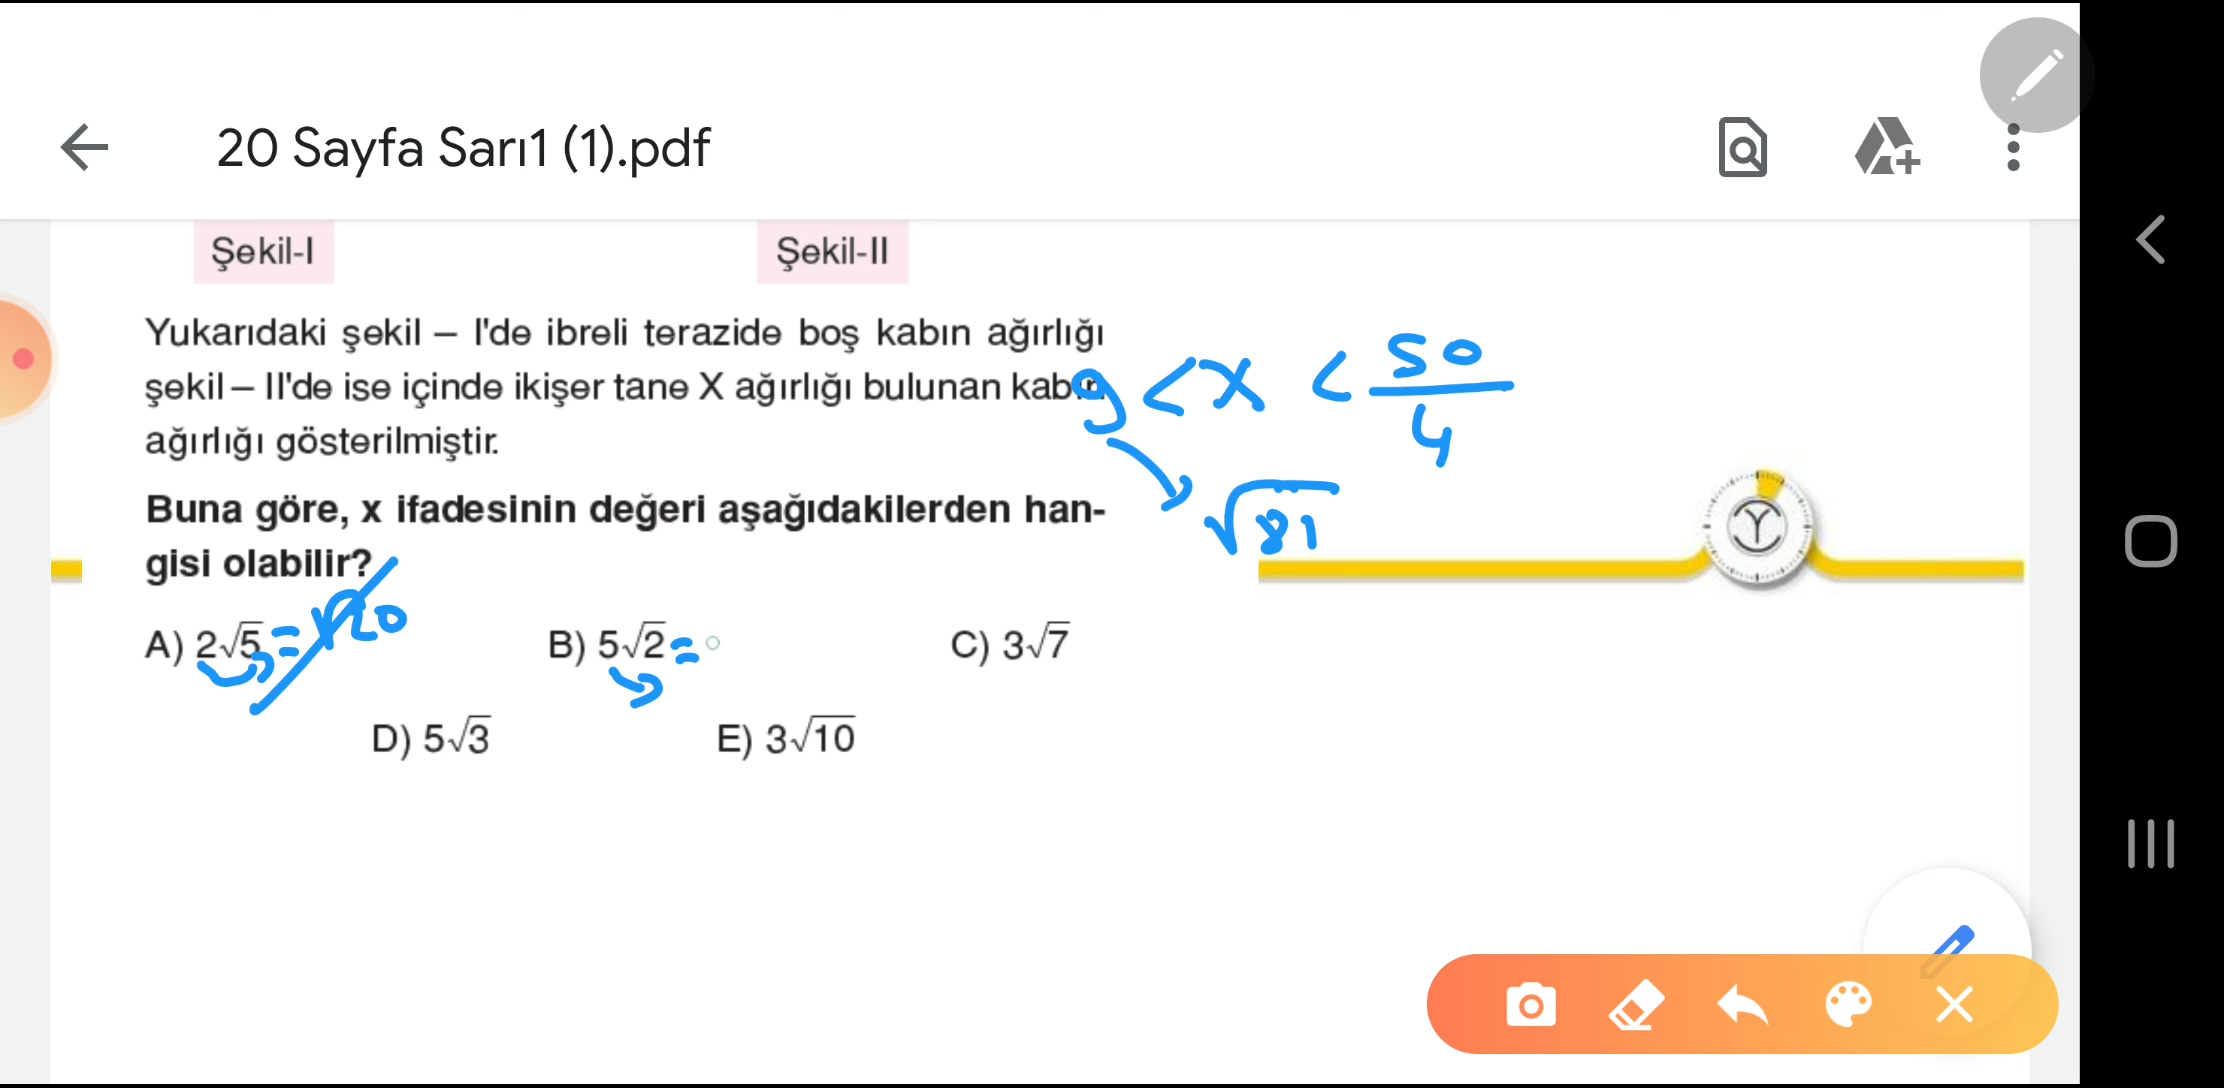 20 Sayfa Sarı1 (1).pdf
Şekil-I Şekil-II
Yukarıdaki şekil – I'de ibreli terazide boş kabın ağırlığı
şekil – II'de ise içinde ikişer tane X ağırlığı bulunan
ağırlığı gösterilmiştir.
9 < x < 50/4
√81
Buna göre, x ifadesinin değeri aşağıdakilerden han-
gisi olabilir?
A) 2√5 = √20 B) 5√2 = C) 3√7
D) 5√3 E) 3√10